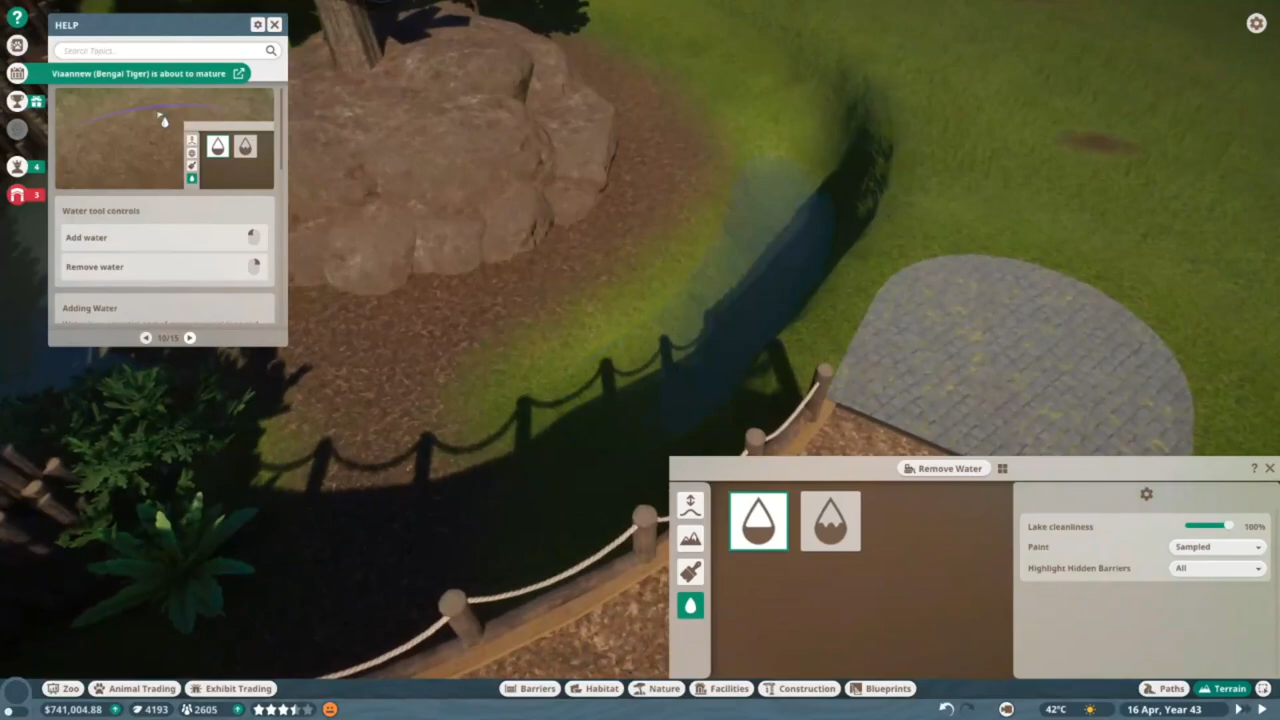 HELP
Search Topics..
Viaannew (Bengal Tiger) is about to mature
4
3
Water tool controls
Add water
Remove water
Adding Water
10/15
Remove Water
?
Lake cleanliness 100%
Paint Sampled
Highlight Hidden Barriers All
Zoo Animal Trading Exhibit Trading Barriers Habitat Nature Facilities Construction Blueprints Paths Terrain
$741,004.88 4193 2605 42°C 16 Apr, Year 43